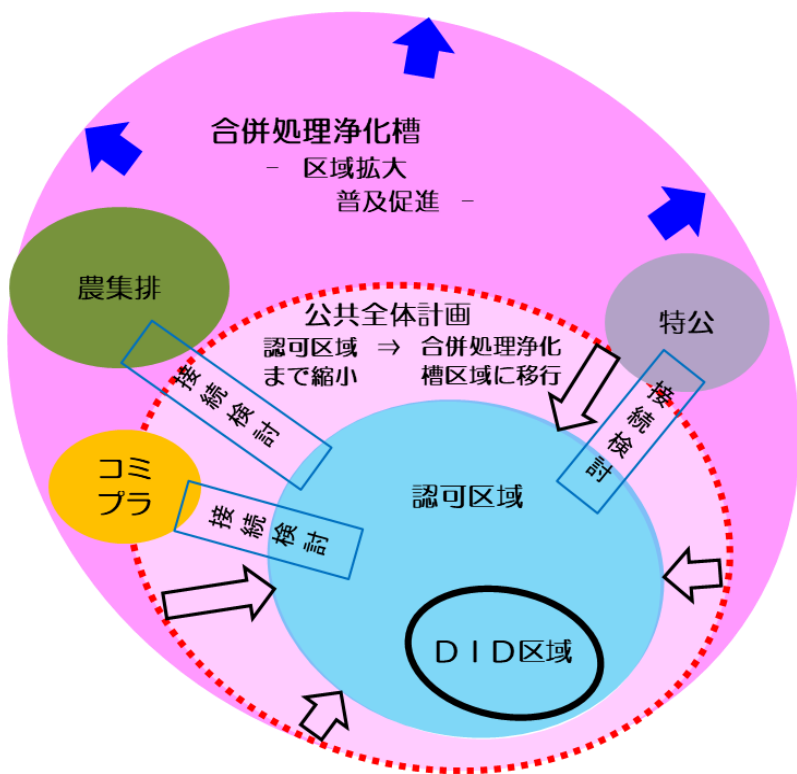 合併処理浄化槽
－ 区域拡大
普及促進 －
農集排
公共全体計画
認可区域 ⇒ 合併処理浄化
まで縮小 槽区域に移行
特公
接続検討
接続検討
コミ
プラ
接続検討
認可区域
ＤＩＤ区域